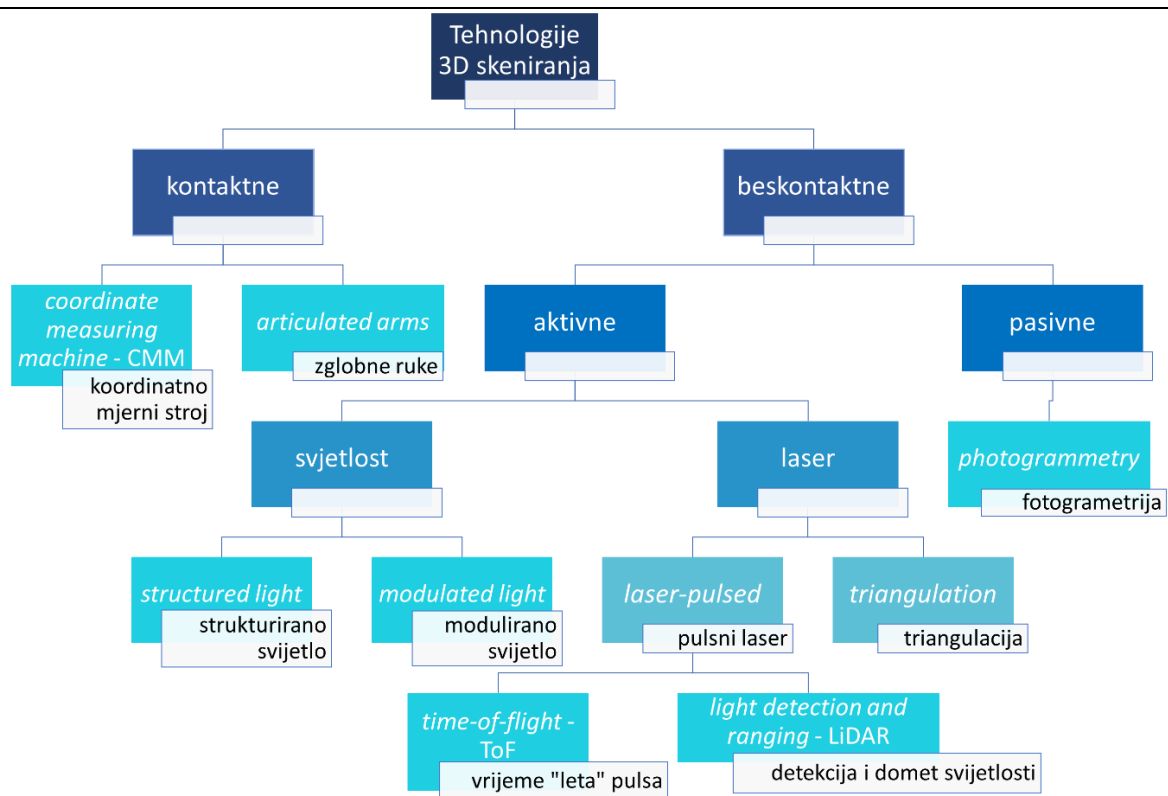 Tehnologije
3D skeniranja
kontaktne
beskontaktne
coordinate
measuring
machine - CMM
koordinatno
mjerni stroj
articulated arms
zglobne ruke
aktivne
pasivne
svjetlost
laser
photogrammetry
fotogrametrija
structured light
strukturirano
svijetlo
modulated light
modulirano
svijetlo
laser-pulsed
pulsni laser
triangulation
triangulacija
time-of-flight -
ToF
vrijeme "leta" pulsa
light detection and
ranging - LiDAR
detekcija i domet svijetlosti